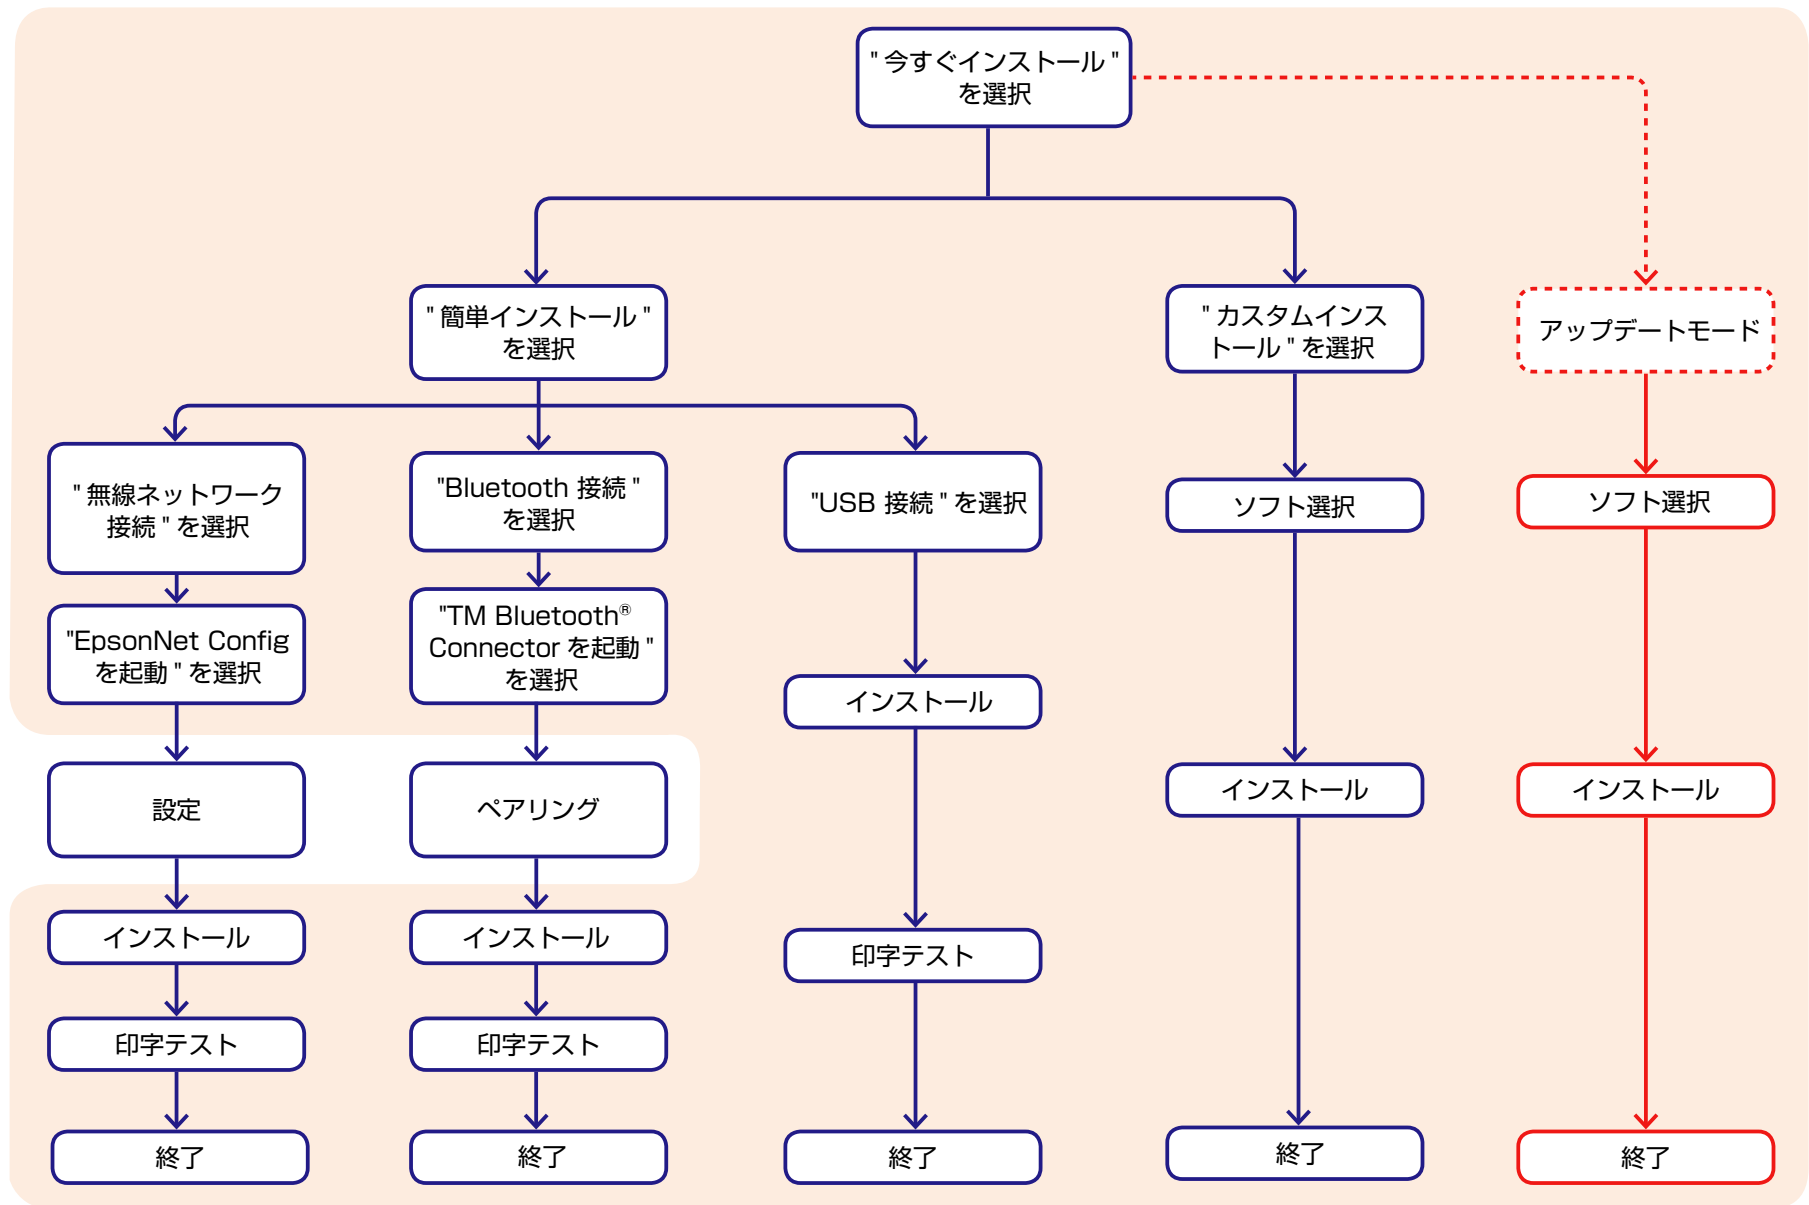 " 今すぐインストール "
を選択
" 簡単インストール "
を選択
" カスタムインス
トール " を選択
アップデートモード
" 無線ネットワーク
接続 " を選択
"Bluetooth 接続 "
を選択
"USB 接続 " を選択
ソフト選択
ソフト選択
"EpsonNet Config
を起動 " を選択
"TM Bluetooth®
Connector を起動 "
を選択
インストール
設定
ペアリング
インストール
インストール
インストール
インストール
印字テスト
印字テスト
印字テスト
終了
終了
終了
終了
終了